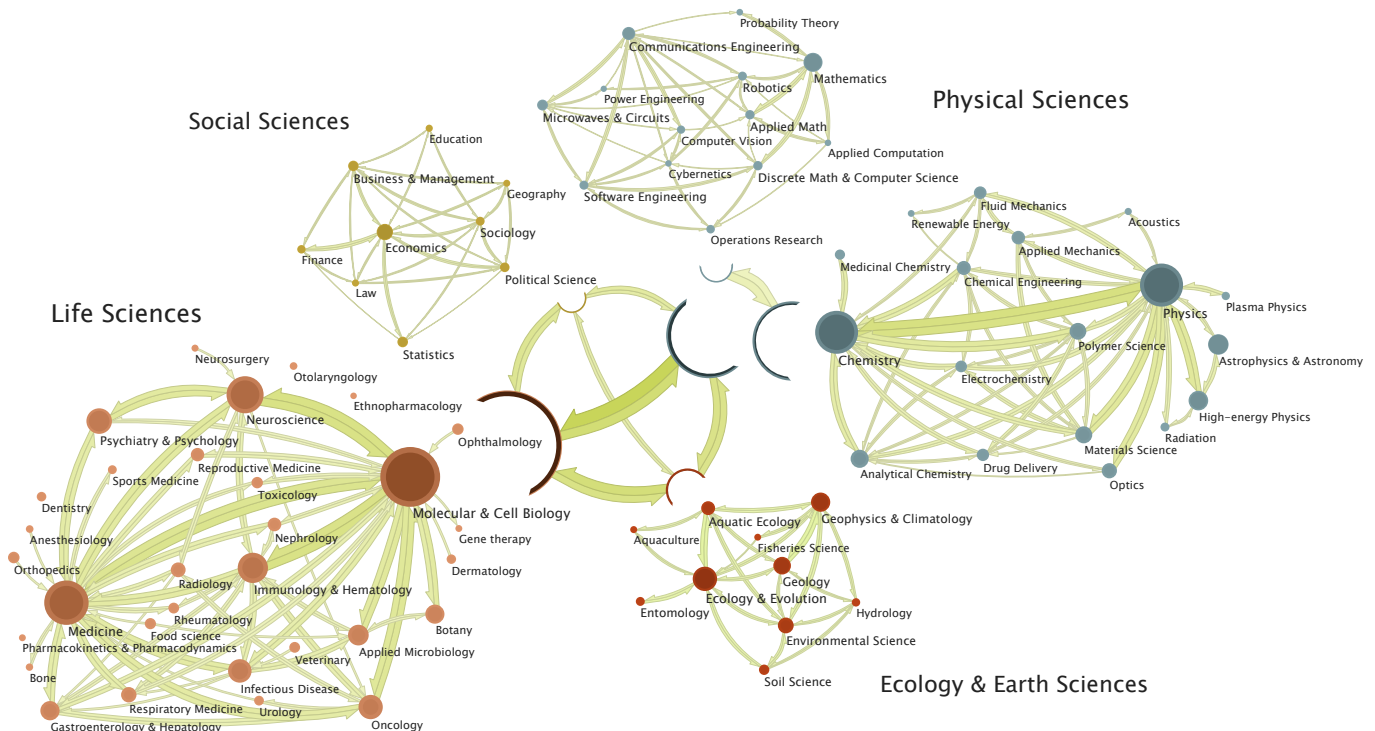 Probability Theory
Communications Engineering
Mathematics
Robotics
Power Engineering
Physical Sciences
Microwaves & Circuits
Social Sciences
Applied Math
Education
Computer Vision
Applied Computation
Cybernetics
Business & Management
Discrete Math & Computer Science
Geography
Software Engineering
Fluid Mechanics
Renewable Energy
Acoustics
Sociology
Operations Research
Economics
Applied Mechanics
Finance
Medicinal Chemistry
Political Science
Chemical Engineering
Law
Plasma Physics
Physics
Life Sciences
Polymer Science
Statistics
Neurosurgery
Chemistry
Astrophysics & Astronomy
Otolaryngology
Electrochemistry
Ethnopharmacology
High-energy Physics
Neuroscience
Radiation
Psychiatry & Psychology
Ophthalmology
Materials Science
Reproductive Medicine
Drug Delivery
Analytical Chemistry
Sports Medicine
Optics
Toxicology
Dentistry
Molecular & Cell Biology
Geophysics & Climatology
Aquatic Ecology
Anesthesiology
Nephrology
Gene therapy
Aquaculture
Fisheries Science
Orthopedics
Dermatology
Radiology
Geology
Immunology & Hematology
Ecology & Evolution
Entomology
Hydrology
Rheumatology
Medicine
Botany
Food science
Environmental Science
Pharmacokinetics & Pharmacodynamics
Applied Microbiology
Veterinary
Bone
Soil Science
Ecology & Earth Sciences
Infectious Disease
Respiratory Medicine
Urology
Gastroenterology & Hepatology
Oncology